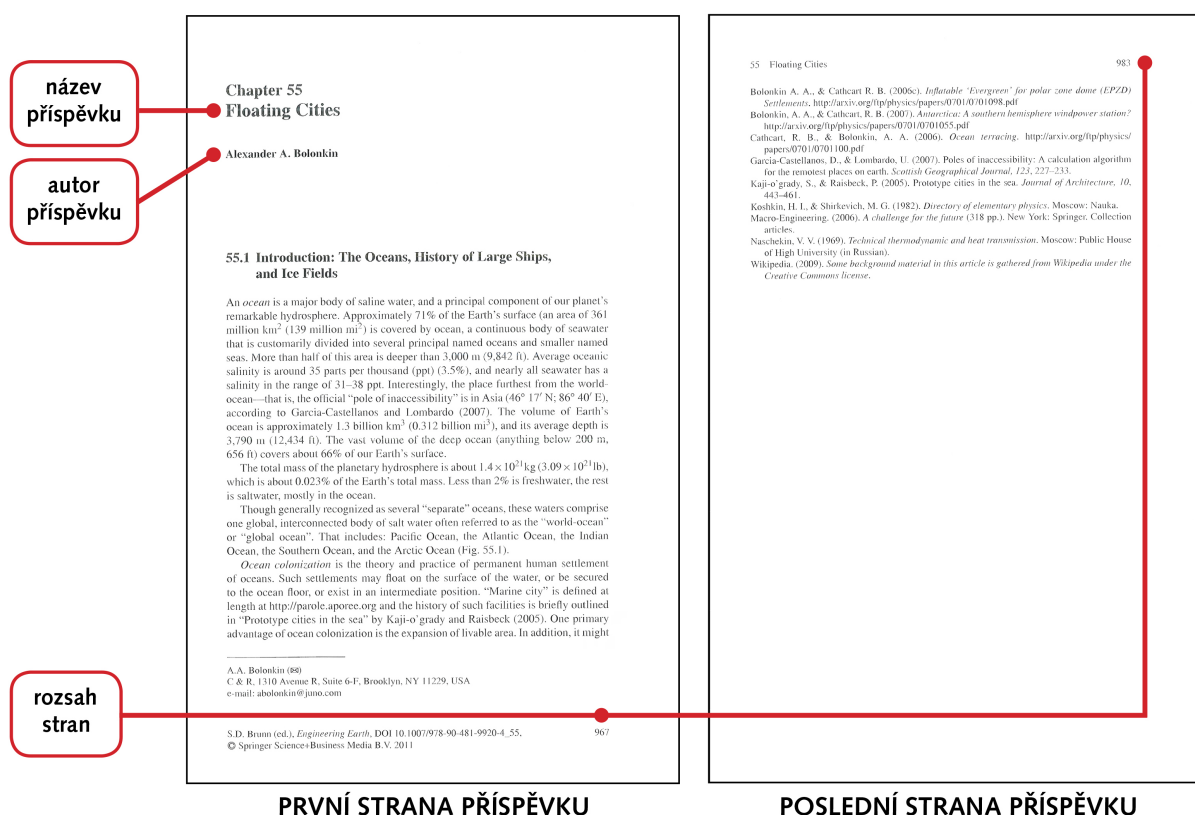 název
příspěvku
autor
příspěvku
rozsah
stran
Chapter 55
Floating Cities
Alexander A. Bolonkin
55.1 Introduction: The Oceans, History of Large Ships,
and Ice Fields
An ocean is a major body of saline water, and a principal component of our planet's
remarkable hydrosphere. Approximately 71% of the Earth's surface (an area of 361
million km² (139 million mi²) is covered by ocean, a continuous body of seawater
that is customarily divided into several principal named oceans and smaller named
seas. More than half of this area is deeper than 3,000 m (9,842 ft). Average oceanic
salinity is around 35 parts per thousand (ppt) (3.5%), and nearly all seawater has a
salinity in the range of 31–38 ppt. Interestingly, the place furthest from the world-
ocean—that is, the official "pole of inaccessibility" is in Asia (46° 17′ N; 86° 40′ E),
according to Garcia-Castellanos and Lombardo (2007). The volume of Earth's
ocean is approximately 1.3 billion km³ (0.312 billion mi³), and its average depth is
3,790 m (12,434 ft). The vast volume of the deep ocean (anything below 200 m,
656 ft) covers about 66% of our Earth's surface.
The total mass of the planetary hydrosphere is about 1.4 × 10²¹ kg (3.09 × 10²¹ lb),
which is about 0.023% of the Earth's total mass. Less than 2% is freshwater, the rest
is saltwater, mostly in the ocean.
Though generally recognized as several "separate" oceans, these waters comprise
one global, interconnected body of salt water often referred to as the "world-ocean"
or "global ocean". That includes: Pacific Ocean, the Atlantic Ocean, the Indian
Ocean, the Southern Ocean, and the Arctic Ocean (Fig. 55.1).
Ocean colonization is the theory and practice of permanent human settlement
of oceans. Such settlements may float on the surface of the water, or be secured
to the ocean floor, or exist in an intermediate position. "Marine city" is defined at
length at http://parole.aporee.org and the history of such facilities is briefly outlined
in "Prototype cities in the sea" by Kaji-o'grady and Raisbeck (2005). One primary
advantage of ocean colonization is the expansion of livable area. In addition, it might
A.A. Bolonkin (✉)
C & R, 1310 Avenue R, Suite 6-F, Brooklyn, NY 11229, USA
e-mail: abolonkin@juno.com
S.D. Brunn (ed.), Engineering Earth, DOI 10.1007/978-90-481-9920-4_55,
967
© Springer Science+Business Media B.V. 2011
PRVNÍ STRANA PŘÍSPĚVKU
55 Floating Cities
983
Bolonkin A. A., & Cathcart R. B. (2006c). Inflatable 'Evergreen' for polar zone dome (EPZD)
Settlements, http://arxiv.org/ftp/physics/papers/0701/0701098.pdf
Bolonkin, A. A., & Cathcart, R. B. (2007). Antarctica: A southern hemisphere windpower station?
http://arxiv.org/ftp/physics/papers/0701/0701055.pdf
Cathcart, R. B., & Bolonkin, A. A. (2006). Ocean terracing. http://arxiv.org/ftp/physics/
papers/0701/0701100.pdf
Garcia-Castellanos, D., & Lombardo, U. (2007). Poles of inaccessibility: A calculation algorithm
for the remotest places on earth. Scottish Geographical Journal, 123, 227–233.
Kaji-o'grady, S., & Raisbeck, P. (2005). Prototype cities in the sea. Journal of Architecture, 10,
443–461.
Koshkin, H. I., & Shirkevich, M. G. (1982). Directory of elementary physics. Moscow: Nauka.
Macro-Engineering. (2006). A challenge for the future (318 pp.). New York: Springer, Collection
articles.
Naschekin, V. V. (1969). Technical thermodynamic and heat transmission. Moscow: Public House
of High University (in Russian).
Wikipedia. (2009). Some background material in this article is gathered from Wikipedia under the
Creative Commons license.
POSLEDNÍ STRANA PŘÍSPĚVKU